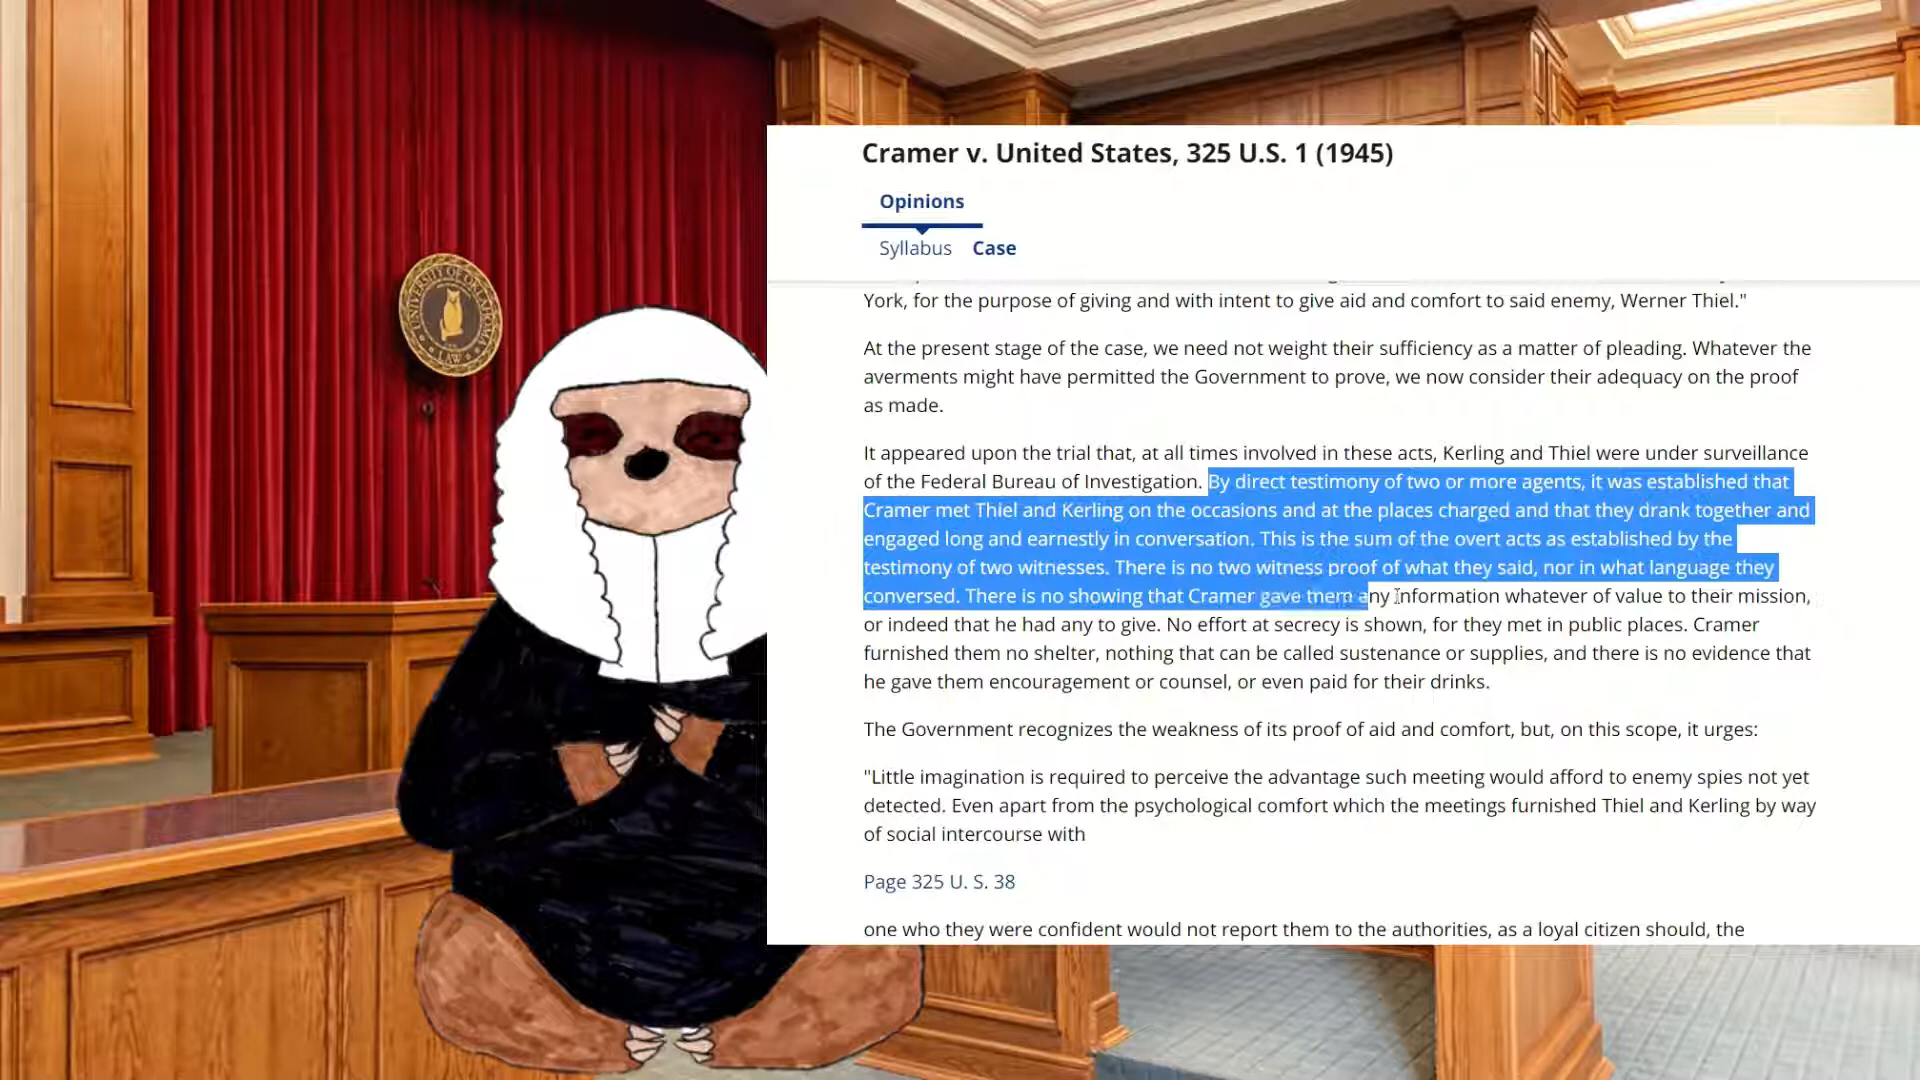 UNIVERSITY OF OKLAHOMA
LAW
Cramer v. United States, 325 U.S. 1 (1945)
Opinions
Syllabus Case
York, for the purpose of giving and with intent to give aid and comfort to said enemy, Werner Thiel."
At the present stage of the case, we need not weight their sufficiency as a matter of pleading. Whatever the
averments might have permitted the Government to prove, we now consider their adequacy on the proof
as made.
It appeared upon the trial that, at all times involved in these acts, Kerling and Thiel were under surveillance
of the Federal Bureau of Investigation. By direct testimony of two or more agents, it was established that
Cramer met Thiel and Kerling on the occasions and at the places charged and that they drank together and
engaged long and earnestly in conversation. This is the sum of the overt acts as established by the
testimony of two witnesses. There is no two witness proof of what they said, nor in what language they
conversed. There is no showing that Cramer gave them any information whatever of value to their mission,
or indeed that he had any to give. No effort at secrecy is shown, for they met in public places. Cramer
furnished them no shelter, nothing that can be called sustenance or supplies, and there is no evidence that
he gave them encouragement or counsel, or even paid for their drinks.
The Government recognizes the weakness of its proof of aid and comfort, but, on this scope, it urges:
"Little imagination is required to perceive the advantage such meeting would afford to enemy spies not yet
detected. Even apart from the psychological comfort which the meetings furnished Thiel and Kerling by way
of social intercourse with
Page 325 U. S. 38
one who they were confident would not report them to the authorities, as a loyal citizen should, the